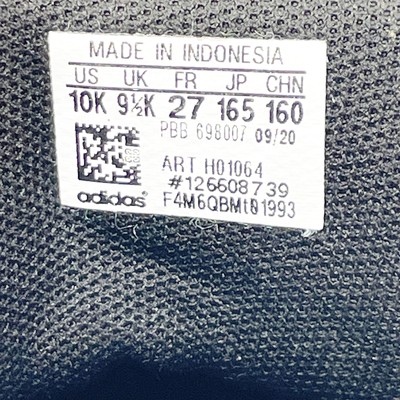 MADE IN INDONESIA
US UK FR JP CHN
10K 9½K 27 165 160
PBB 698007 09/20
ART H01064
#126608739
adidas® F4M6QBMt01993